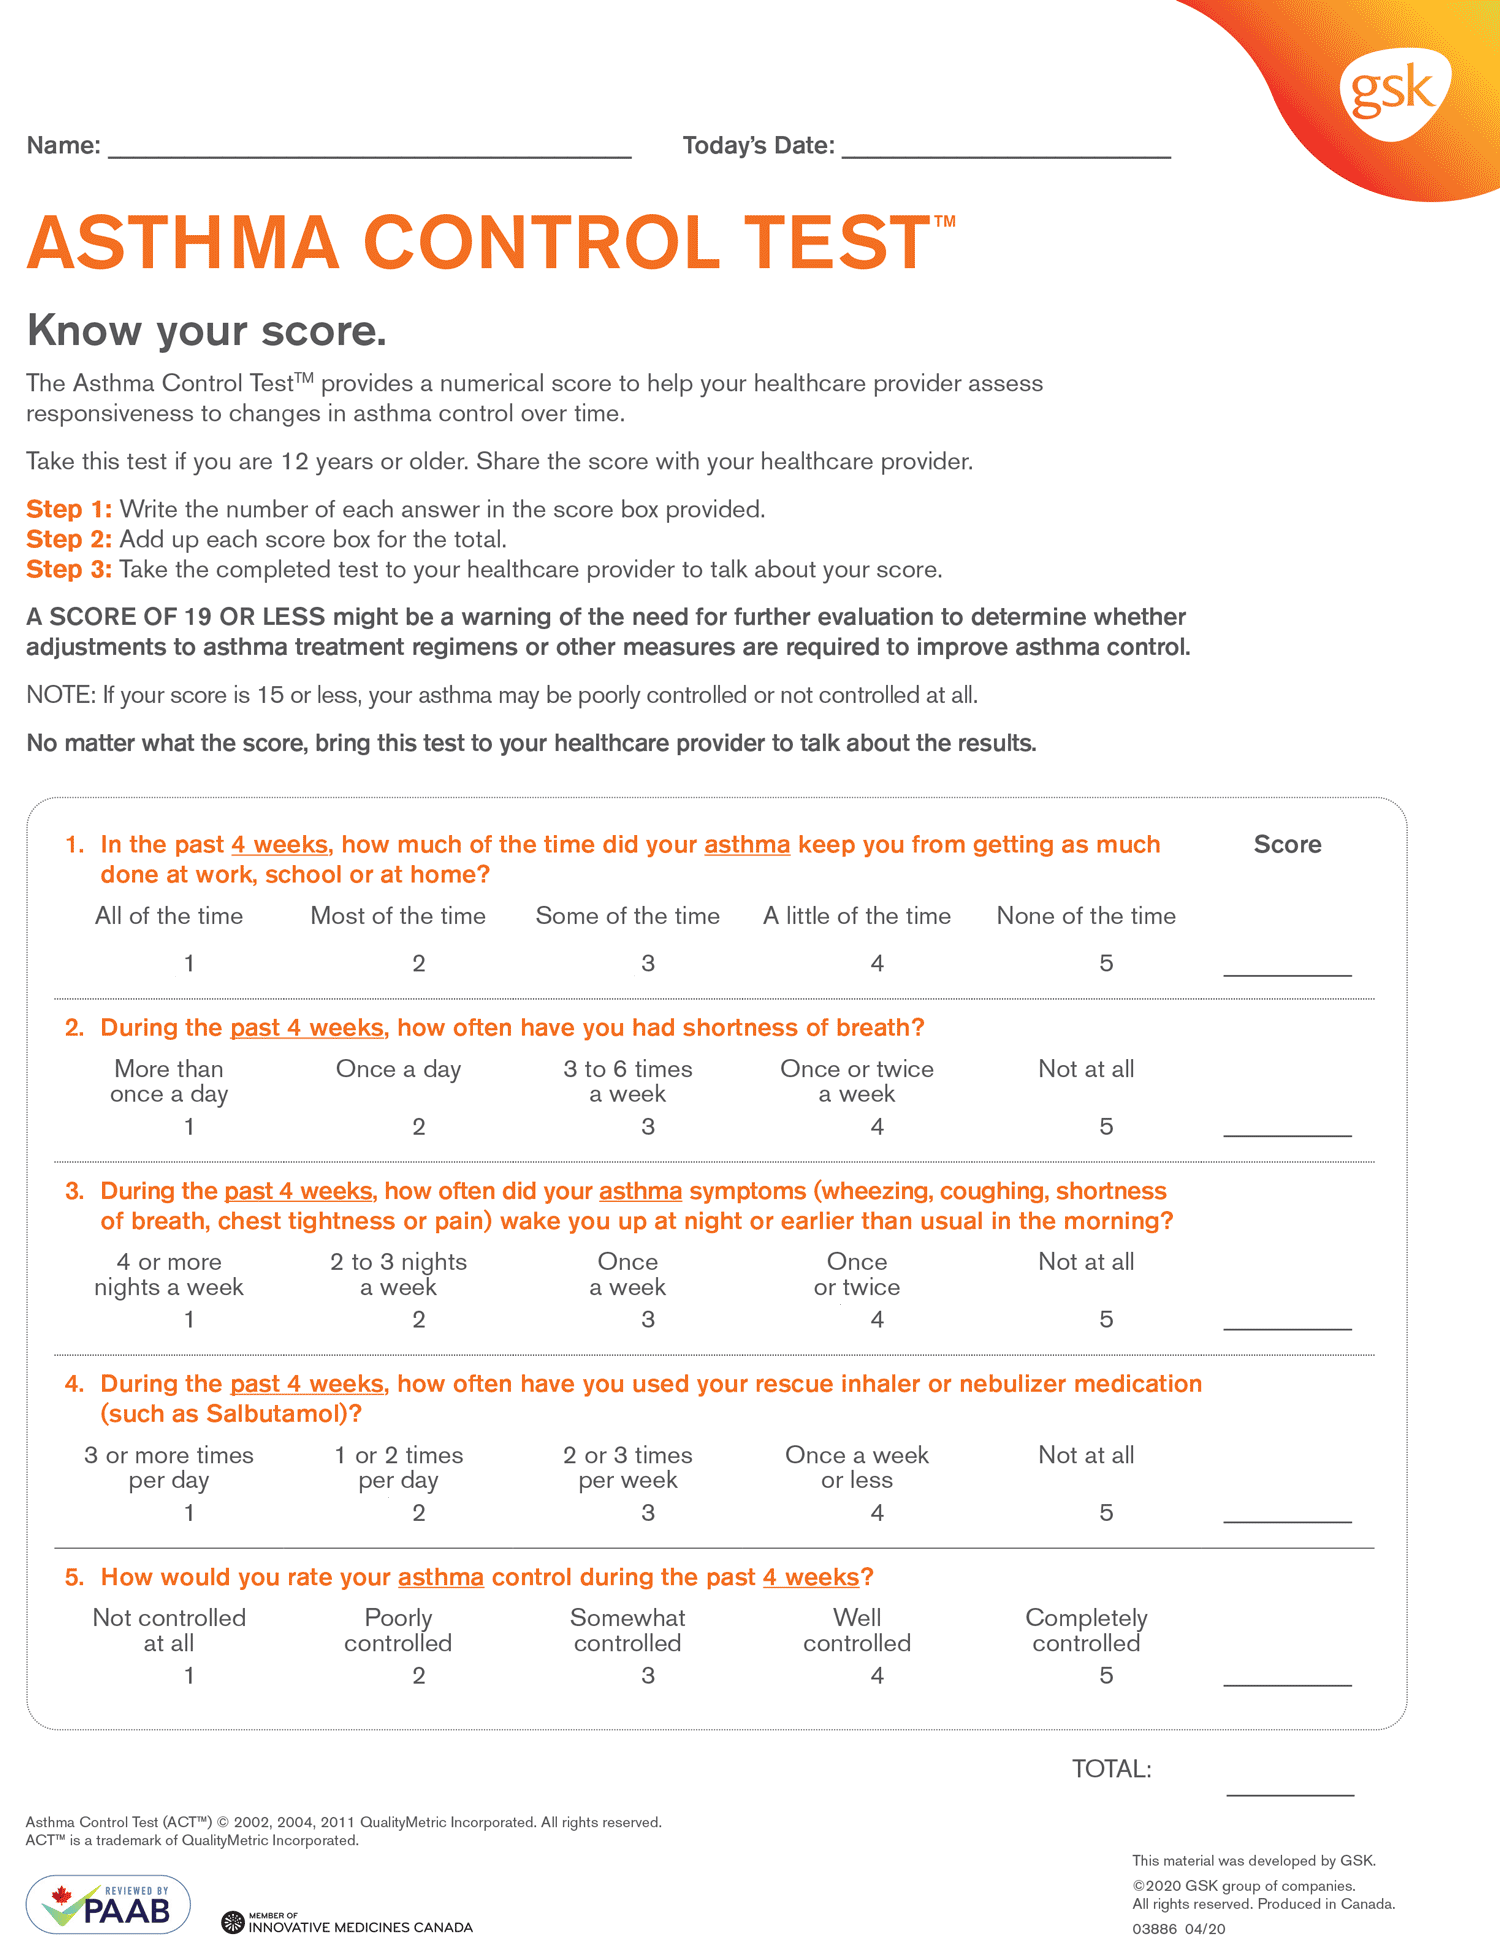 gsk
Name: Today's Date:
ASTHMA CONTROL TEST™
Know your score.
The Asthma Control Test™ provides a numerical score to help your healthcare provider assess
responsiveness to changes in asthma control over time.
Take this test if you are 12 years or older. Share the score with your healthcare provider.
Step 1: Write the number of each answer in the score box provided.
Step 2: Add up each score box for the total.
Step 3: Take the completed test to your healthcare provider to talk about your score.
A SCORE OF 19 OR LESS might be a warning of the need for further evaluation to determine whether
adjustments to asthma treatment regimens or other measures are required to improve asthma control.
NOTE: If your score is 15 or less, your asthma may be poorly controlled or not controlled at all.
No matter what the score, bring this test to your healthcare provider to talk about the results.
1. In the past 4 weeks, how much of the time did your asthma keep you from getting as much Score
done at work, school or at home?
All of the time Most of the time Some of the time A little of the time None of the time
1 2 3 4 5
2. During the past 4 weeks, how often have you had shortness of breath?
More than Once a day 3 to 6 times Once or twice Not at all
once a day a week a week
1 2 3 4 5
3. During the past 4 weeks, how often did your asthma symptoms (wheezing, coughing, shortness
of breath, chest tightness or pain) wake you up at night or earlier than usual in the morning?
4 or more 2 to 3 nights Once Once Not at all
nights a week a week a week or twice
1 2 3 4 5
4. During the past 4 weeks, how often have you used your rescue inhaler or nebulizer medication
(such as Salbutamol)?
3 or more times 1 or 2 times 2 or 3 times Once a week Not at all
per day per day per week or less
1 2 3 4 5
5. How would you rate your asthma control during the past 4 weeks?
Not controlled Poorly Somewhat Well Completely
at all controlled controlled controlled controlled
1 2 3 4 5
TOTAL:
Asthma Control Test (ACT™) © 2002, 2004, 2011 QualityMetric Incorporated. All rights reserved.
ACT™ is a trademark of QualityMetric Incorporated.
This material was developed by GSK.
©2020 GSK group of companies.
All rights reserved. Produced in Canada.
03886 04/20
REVIEWED BY
PAAB
MEMBER OF
INNOVATIVE MEDICINES CANADA